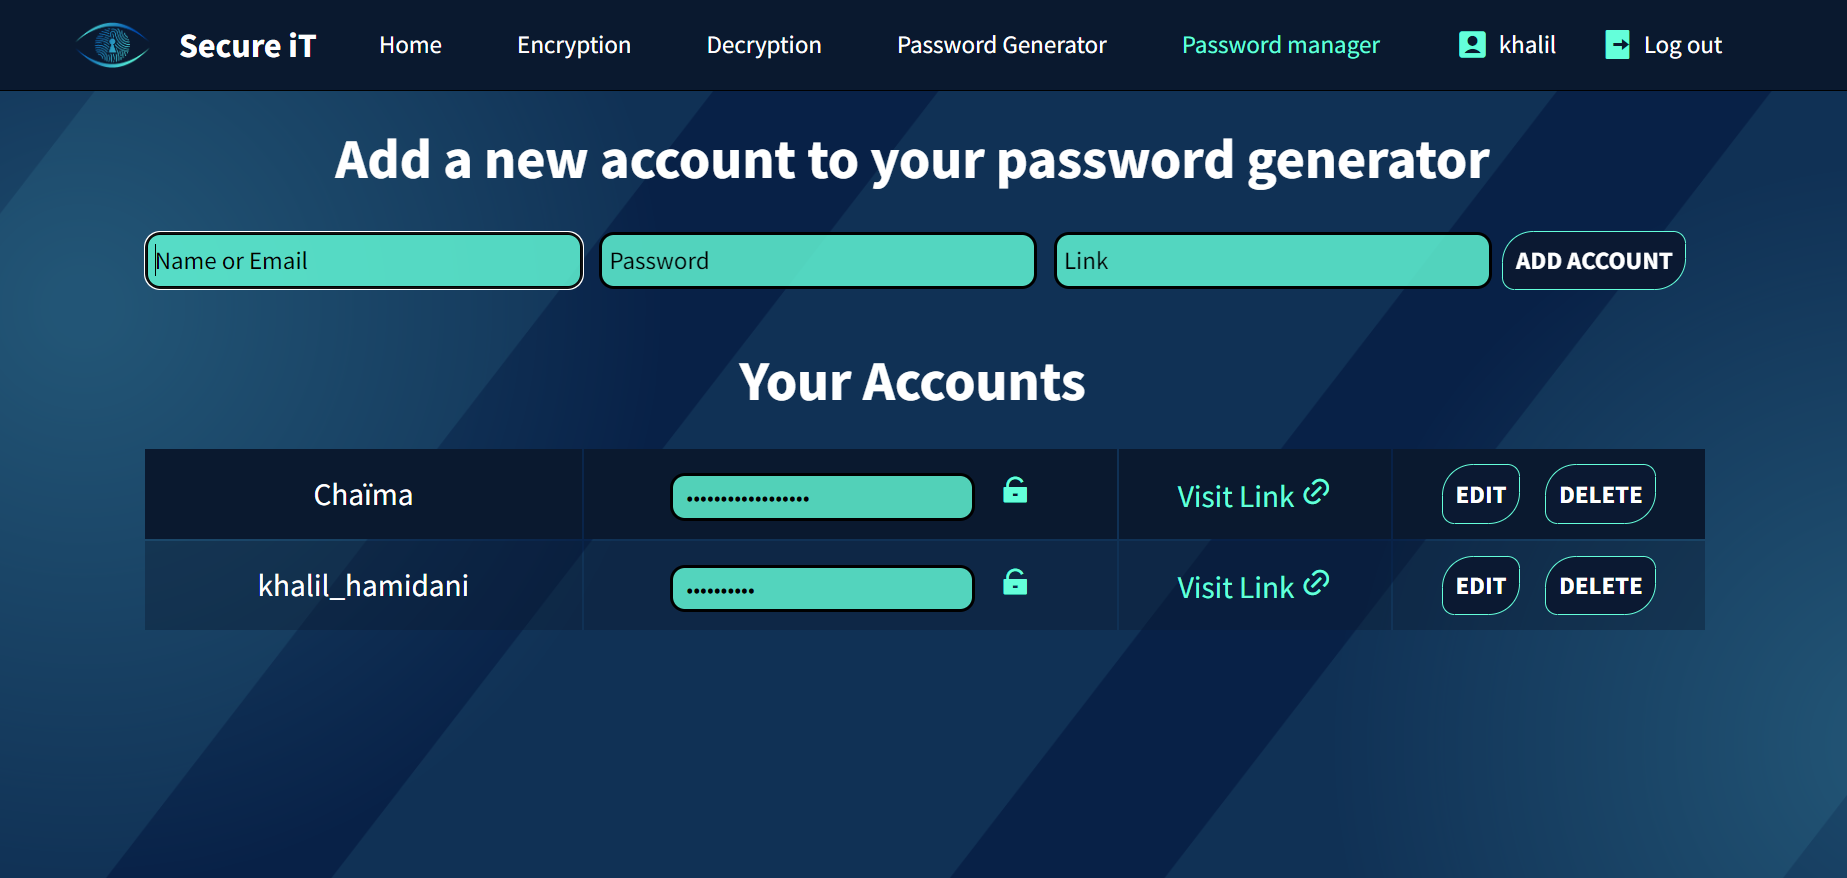 Secure iT Home Encryption Decryption Password Generator Password manager khalil Log out
Add a new account to your password generator
Name or Email Password Link ADD ACCOUNT
Your Accounts
Chaïma •••••••••••••••••• Visit Link EDIT DELETE
khalil_hamidani •••••••••• Visit Link EDIT DELETE